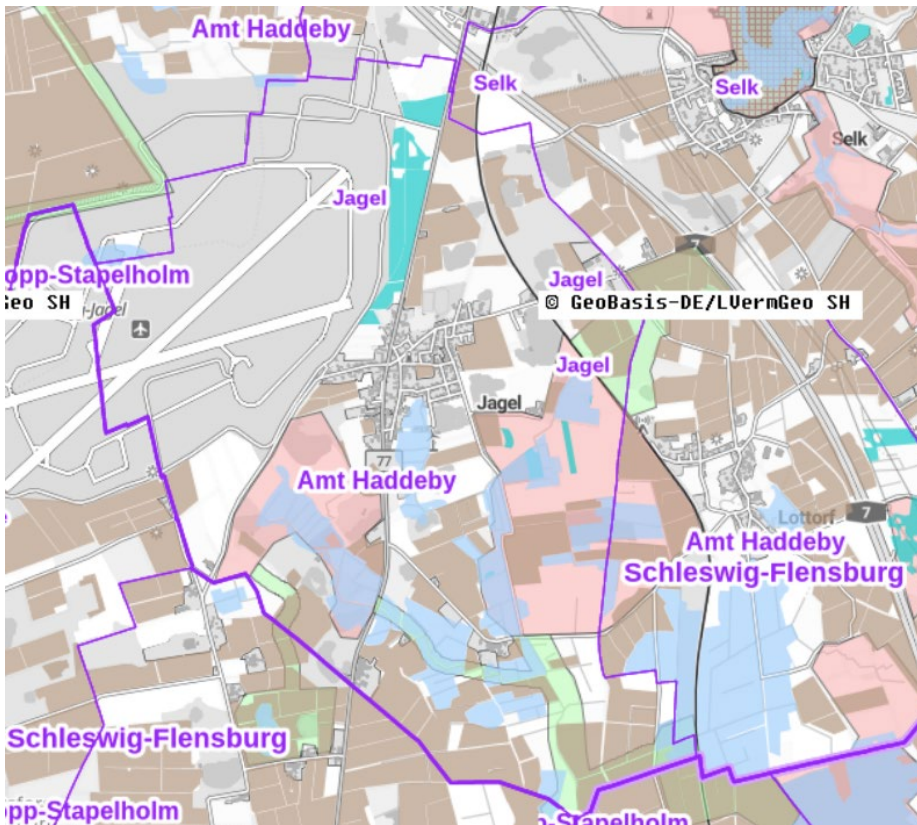 Amt Haddeby
Selk
Selk
Selk
Jagel
opp-Stapelholm
Jagel
Geo SH
© GeoBasis-DE/LVermGeo SH
-Jagel
7
Jagel
Jagel
77
Amt Haddeby
Lottorf
7
Amt Haddeby
Schleswig-Flensburg
Schleswig-Flensburg
opp-Stapelholm
p-Stapelholm